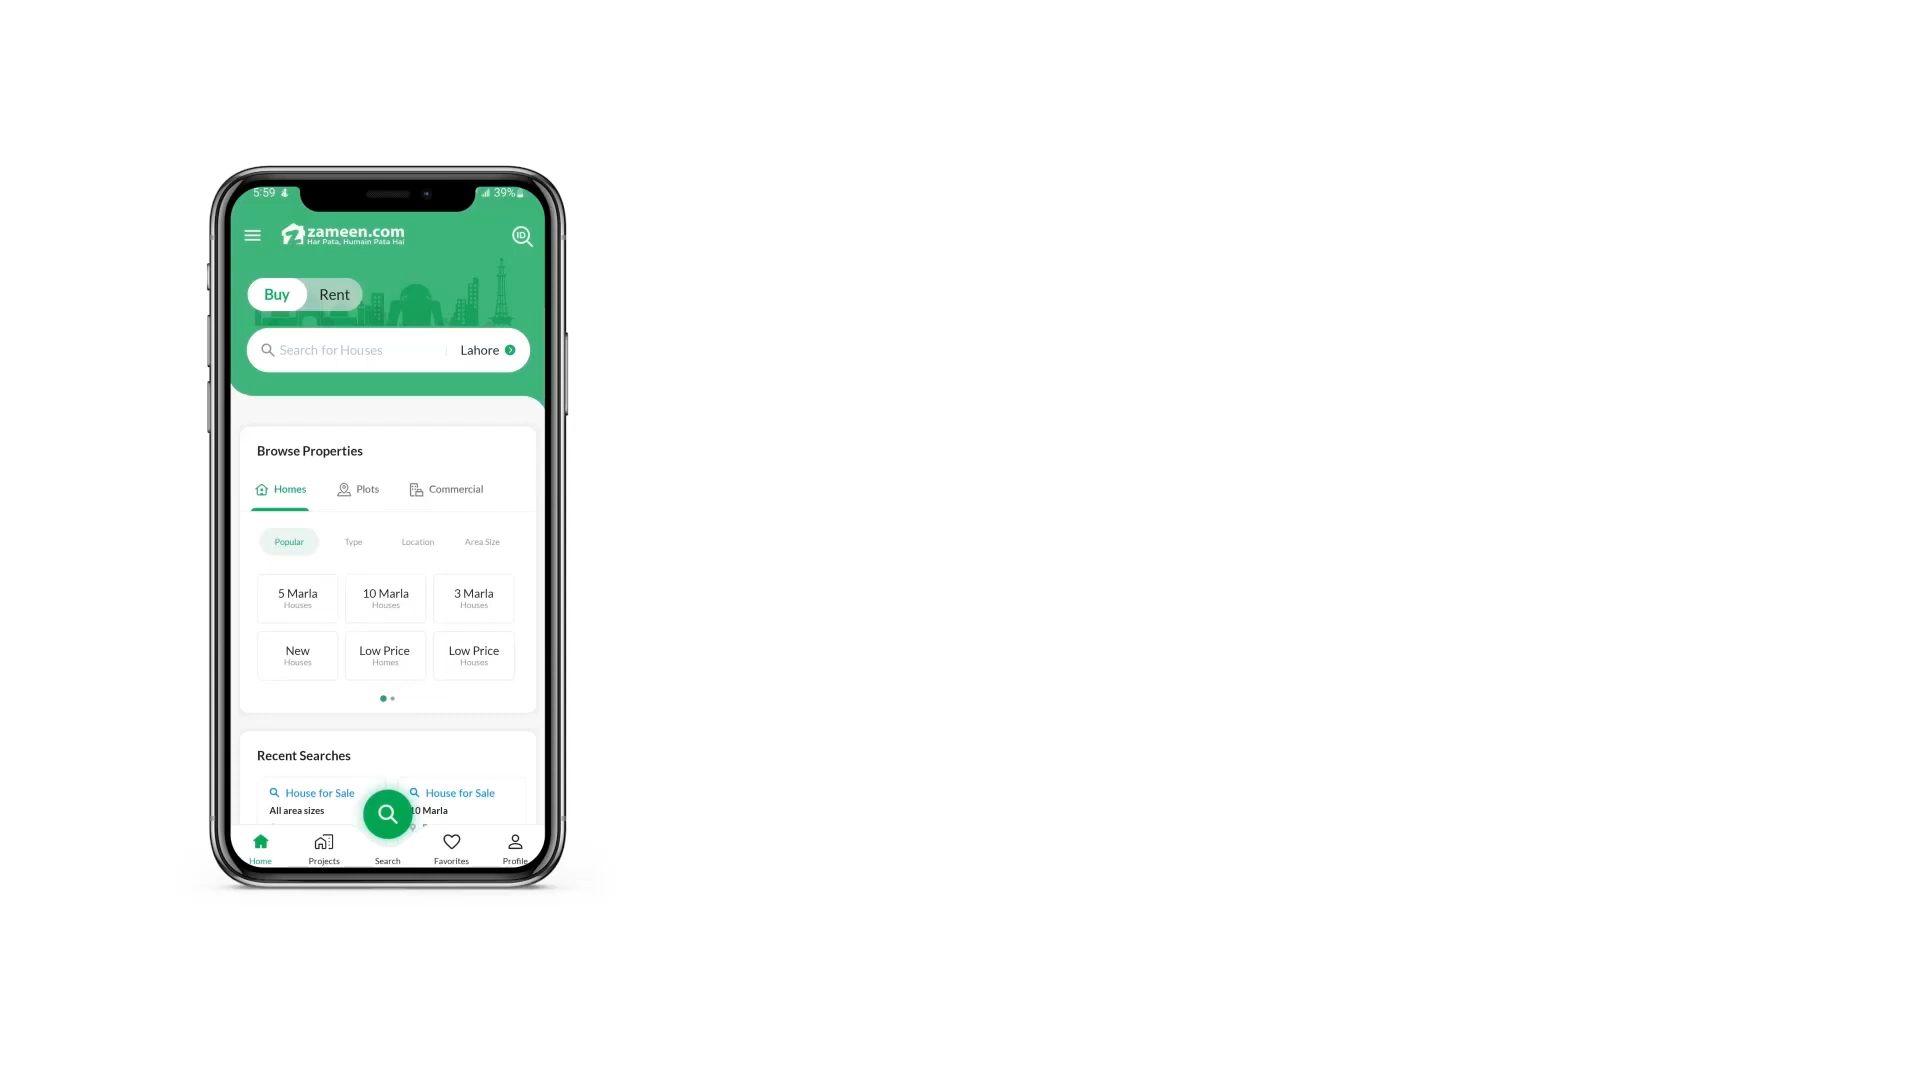 5:59 39%
zameen.com
Har Pata, Humain Pata Hai
ID
Buy Rent
Search for Houses Lahore
Browse Properties
Homes Plots Commercial
Popular Type Location Area Size
5 Marla 10 Marla 3 Marla
Houses Houses Houses
New Low Price Low Price
Houses Homes Houses
Recent Searches
House for Sale House for Sale
All area sizes 10 Marla
Home Projects Search Favorites Profile